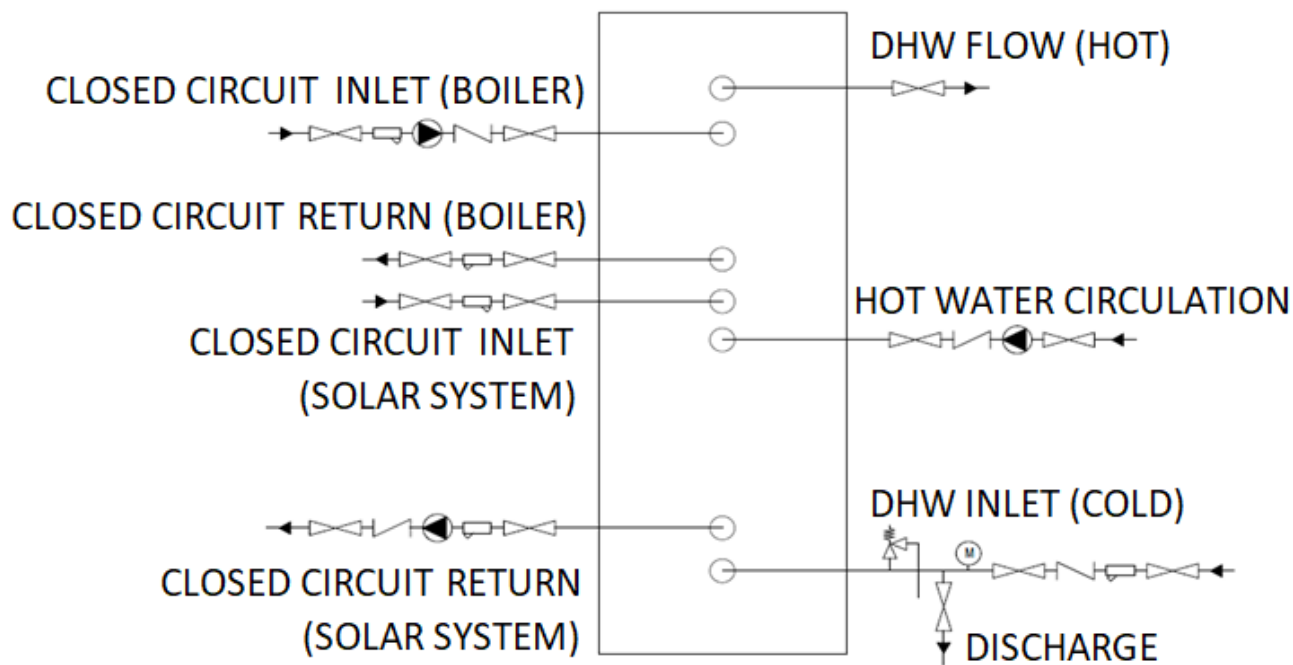 DHW FLOW (HOT)
CLOSED CIRCUIT INLET (BOILER)
CLOSED CIRCUIT RETURN (BOILER)
HOT WATER CIRCULATION
CLOSED CIRCUIT INLET
(SOLAR SYSTEM)
DHW INLET (COLD)
M
CLOSED CIRCUIT RETURN
(SOLAR SYSTEM)
DISCHARGE